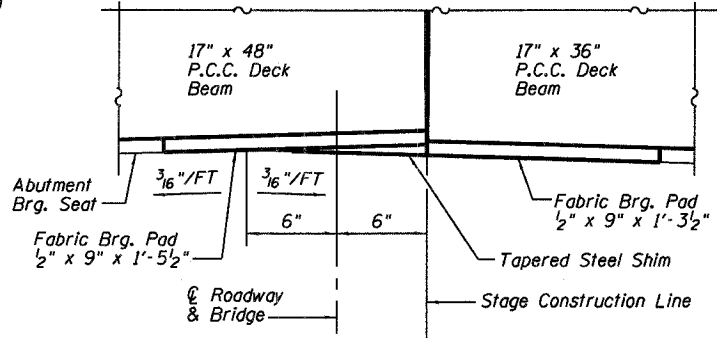 17" x 48"
P.C.C. Deck
Beam
17" x 36"
P.C.C. Deck
Beam
Abutment
Brg. Seat
3/16"/FT
3/16"/FT
Fabric Brg. Pad
1/2" x 9" x 1'-3 1/2"
6"
6"
Fabric Brg. Pad
1/2" x 9" x 1'-5 1/2"
Tapered Steel Shim
℄ Roadway
& Bridge
Stage Construction Line